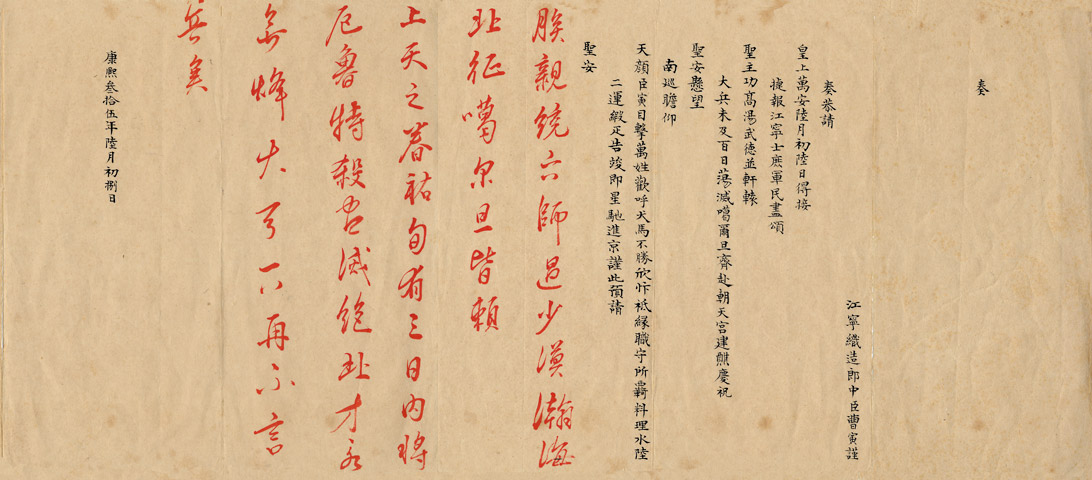 奏
江寧織造郎中臣曹寅謹
奏恭請
皇上萬安陸月初陸日得接
捷報江寧士庶軍民盡頌
聖主功高湯武德並軒轅
大兵未及百日蕩滅噶爾旦齊赴朝天宮建醮慶祝
聖安懸望
南巡瞻仰
天顏臣寅目擊萬姓歡呼犬馬不勝欣忭祗緣職守所羈料理水陸
二運緞疋告竣即星馳進京謹此預請
聖安
朕親統六師過少漠瀚海
北征噶尔旦皆賴
上天之眷祐旬有三日內將
厄魯特殺盡滅絕北方永
無烽火天下再不言
兵矣
康熙叁拾伍年陸月初捌日